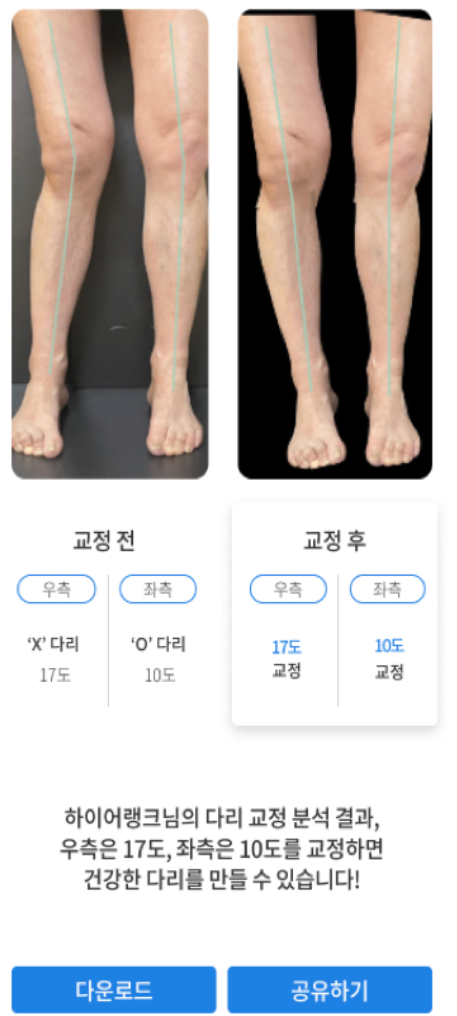 교정 전
교정 후
우측
좌측
우측
좌측
‘X’ 다리
‘O’ 다리
17도
10도
17도
10도
교정
교정
하이어랭크님의 다리 교정 분석 결과,
우측은 17도, 좌측은 10도를 교정하면
건강한 다리를 만들 수 있습니다!
다운로드
공유하기